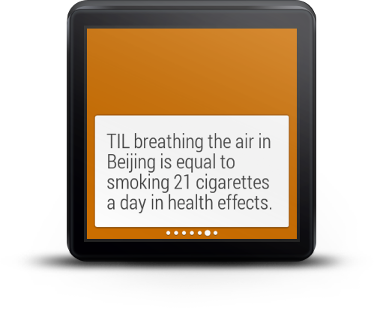 TIL breathing the air in
Beijing is equal to
smoking 21 cigarettes
a day in health effects.